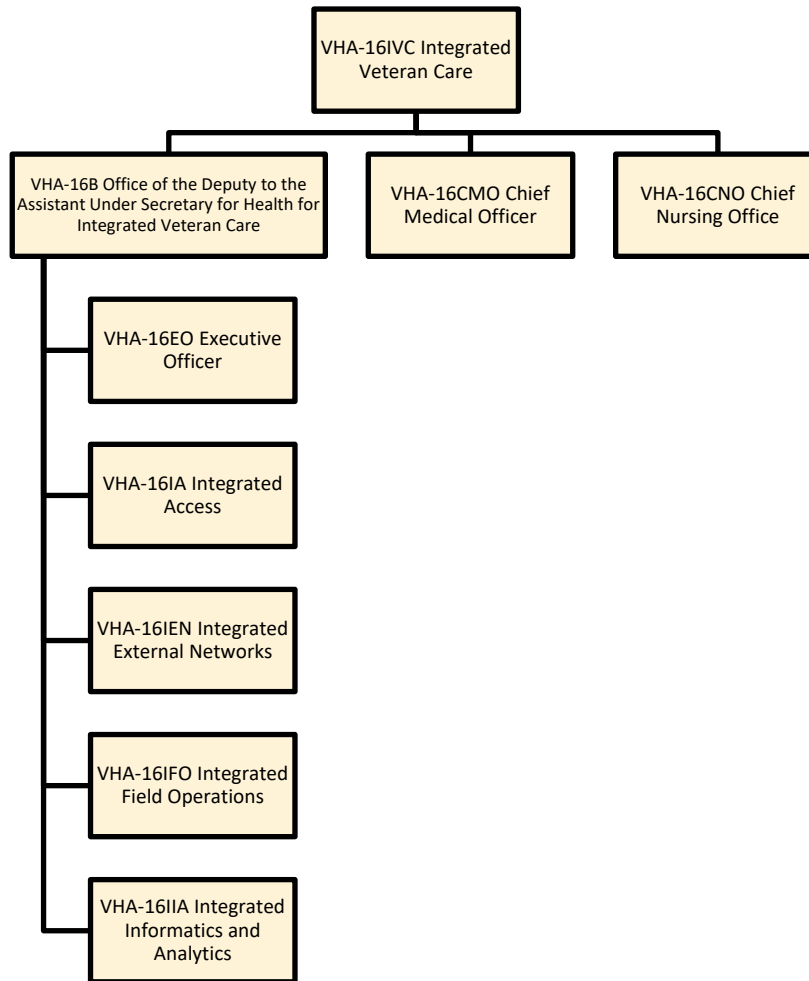 VHA-16IVC Integrated
Veteran Care
VHA-16B Office of the Deputy to the
Assistant Under Secretary for Health for
Integrated Veteran Care
VHA-16CMO Chief
Medical Officer
VHA-16CNO Chief
Nursing Office
VHA-16EO Executive
Officer
VHA-16IA Integrated
Access
VHA-16IEN Integrated
External Networks
VHA-16IFO Integrated
Field Operations
VHA-16IIA Integrated
Informatics and
Analytics